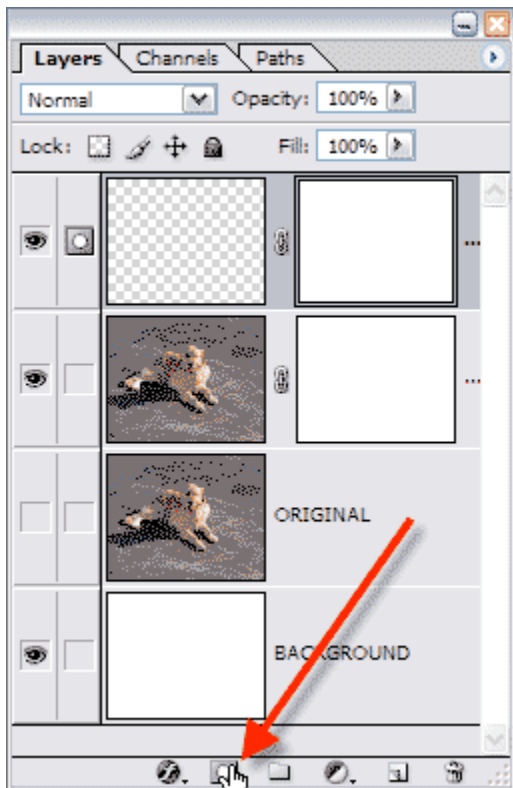 Layers Channels Paths
Normal Opacity: 100%
Lock: Fill: 100%
...
...
ORIGINAL
BACKGROUND